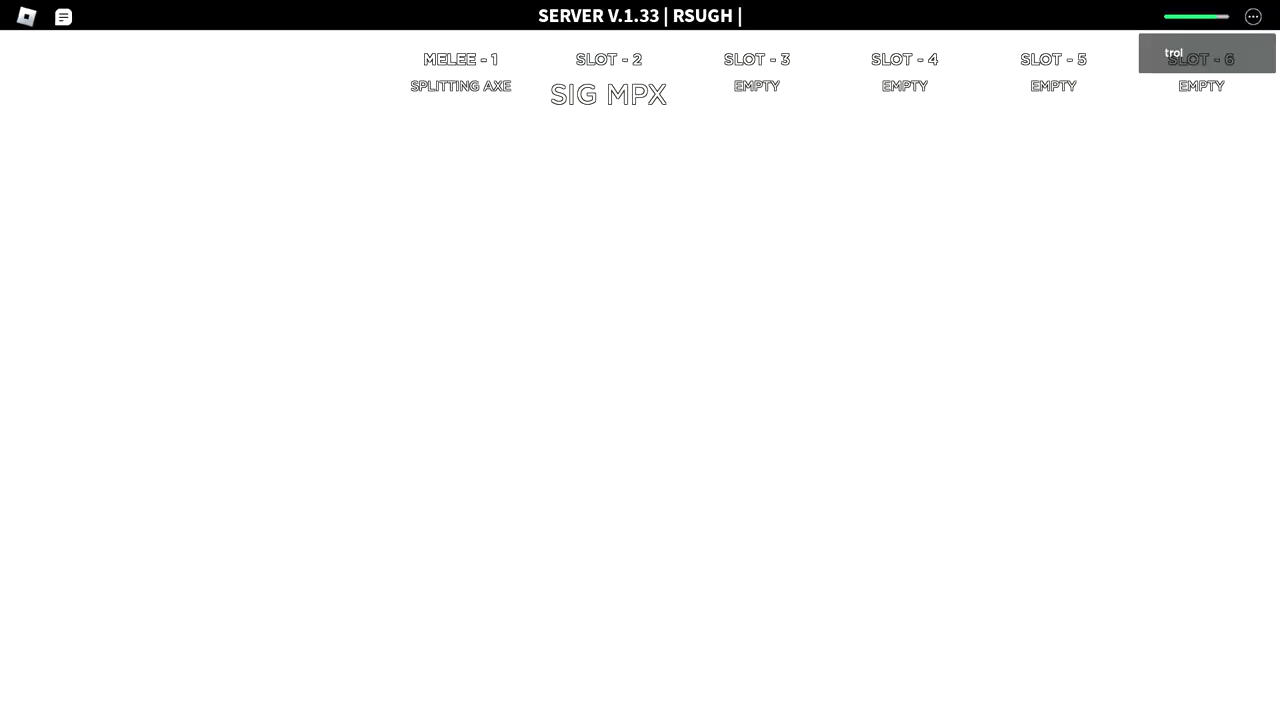 SERVER V.1.33 | RSUGH |
trol
MELEE - 1 SLOT - 2 SLOT - 3 SLOT - 4 SLOT - 5 SLOT - 6
SPLITTING AXE SIG MPX EMPTY EMPTY EMPTY EMPTY